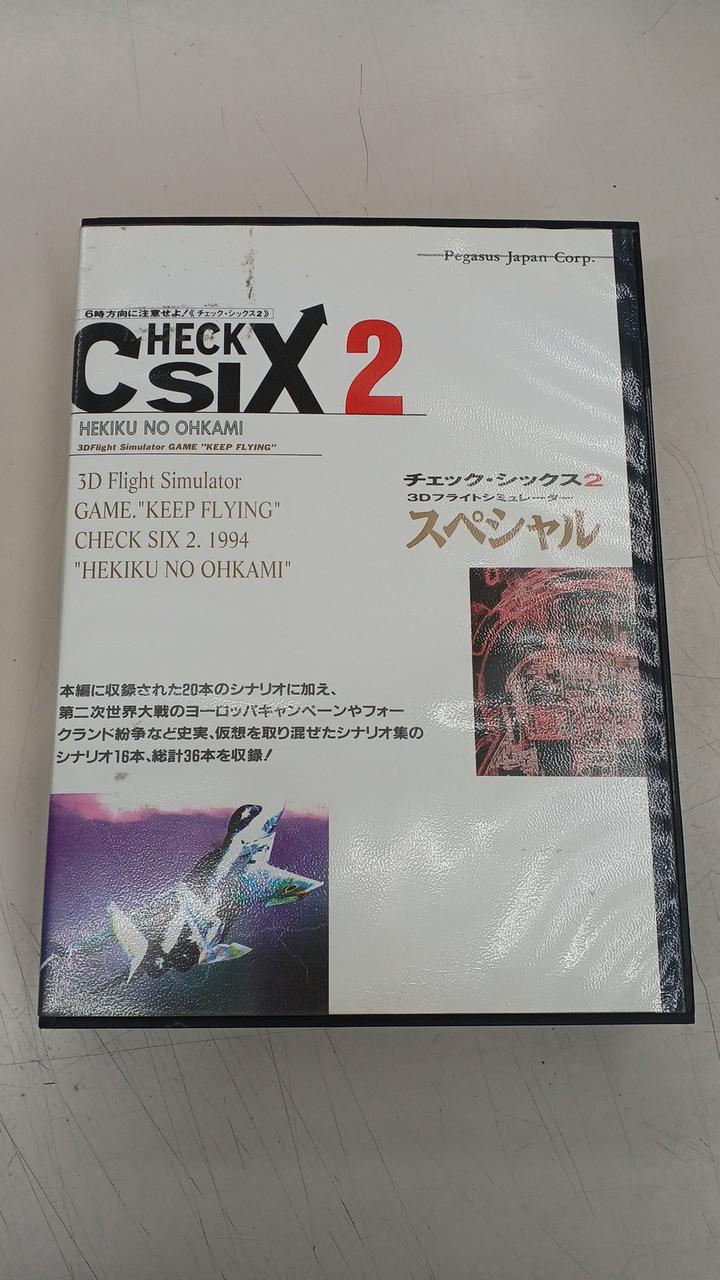 Pegasus Japan Corp.
6時方向に注意せよ!《チェック・シックス2》
CHECK SIX 2
HEKIKU NO OHKAMI
3DFlight Simulator GAME "KEEP FLYING"
3D Flight Simulator
GAME."KEEP FLYING"
CHECK SIX 2. 1994
"HEKIKU NO OHKAMI"
チェック・シックス2
3Dフライトシミュレーター
スペシャル
本編に収録された20本のシナリオに加え、
第二次世界大戦のヨーロッパキャンペーンやフォー
クランド紛争など史実、仮想を取り混ぜたシナリオ集の
シナリオ16本、総計36本を収録!